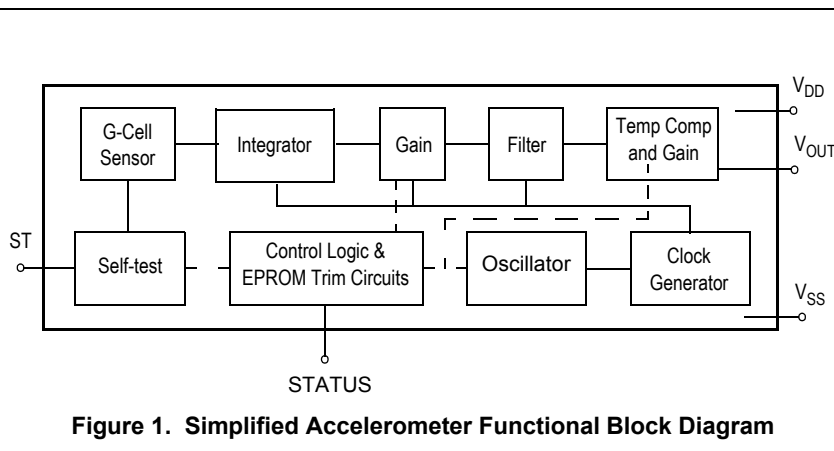 V_DD
G-Cell
Sensor
Integrator
Gain
Filter
Temp Comp
and Gain
V_OUT
ST
Self-test
Control Logic &
EPROM Trim Circuits
Oscillator
Clock
Generator
V_SS
STATUS
Figure 1. Simplified Accelerometer Functional Block Diagram